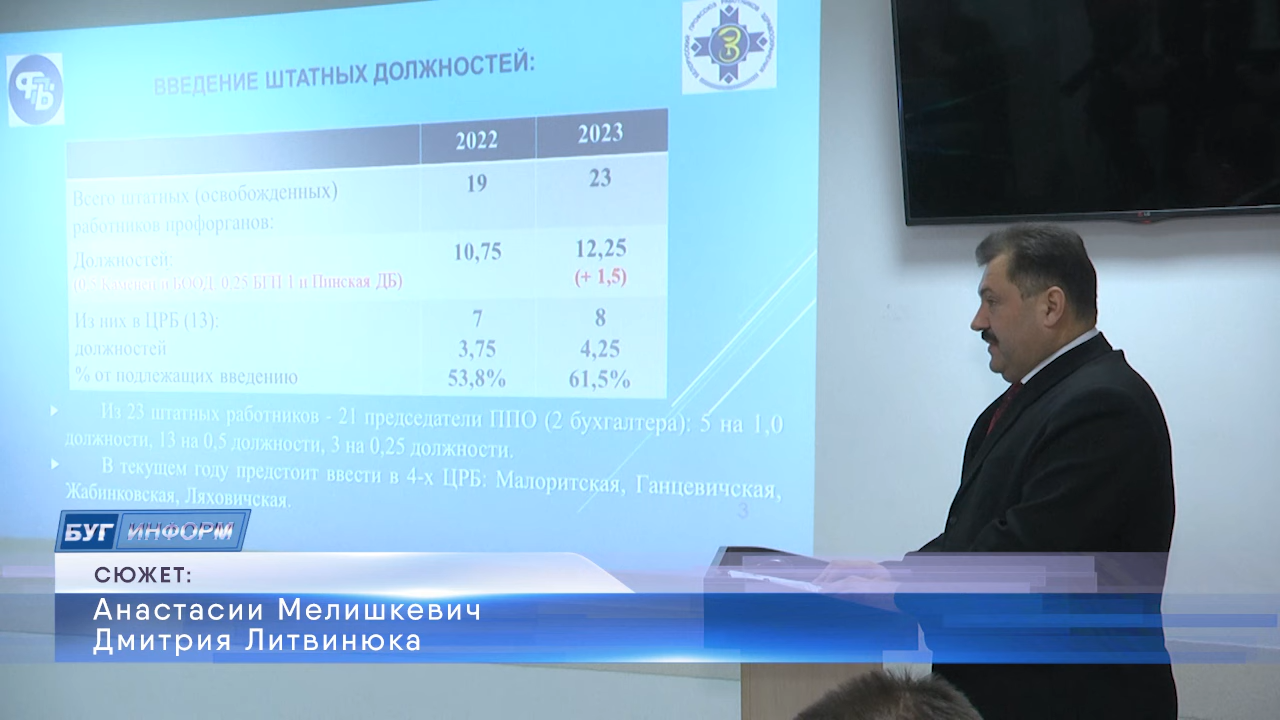 ФПБ
ВВЕДЕНИЕ ШТАТНЫХ ДОЛЖНОСТЕЙ:
2022 2023
Всего штатных (освобожденных) 19 23
работников профорганов:
Должностей: 10,75 12,25
(0,5 Каменец и БООД, 0,25 БГП 1 и Пинская ДБ) (+ 1,5)
Из них в ЦРБ (13): 7 8
должностей 3,75 4,25
% от подлежащих введению 53,8% 61,5%
Из 23 штатных работников - 21 председатели ППО (2 бухгалтера): 5 на 1,0
должности, 13 на 0,5 должности, 3 на 0,25 должности.
В текущем году предстоит ввести в 4-х ЦРБ: Малоритская, Ганцевичская,
Жабинковская, Ляховичская.
3
БУГ ИНФОРМ
СЮЖЕТ:
Анастасии Мелишкевич
Дмитрия Литвинюка